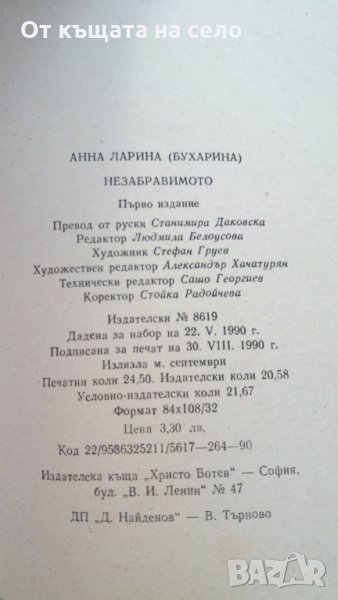 От къщата на село
АННА ЛАРИНА (БУХАРИНА)
НЕЗАБРАВИМОТО
Първо издание
Превод от руски Станимира Даковска
Редактор Людмила Белоусова
Художник Стефан Груев
Художествен редактор Александър Хачатурян
Технически редактор Сашо Георгиев
Коректор Стойка Радойчева
Издателски № 8619
Дадена за набор на 22. V. 1990 г.
Подписана за печат на 30. VIII. 1990 г.
Излязла м. септември
Печатни коли 24,50. Издателски коли 20,58
Условно-издателски коли 21,67
Формат 84х108/32
Цена 3,30 лв.
Код 22/9536325211/5617—264—90
Издателска къща „Христо Ботев" — София,
бул. „В. И. Ленин" № 47
ДП „Д. Найденов" — В. Търново
BAZAR